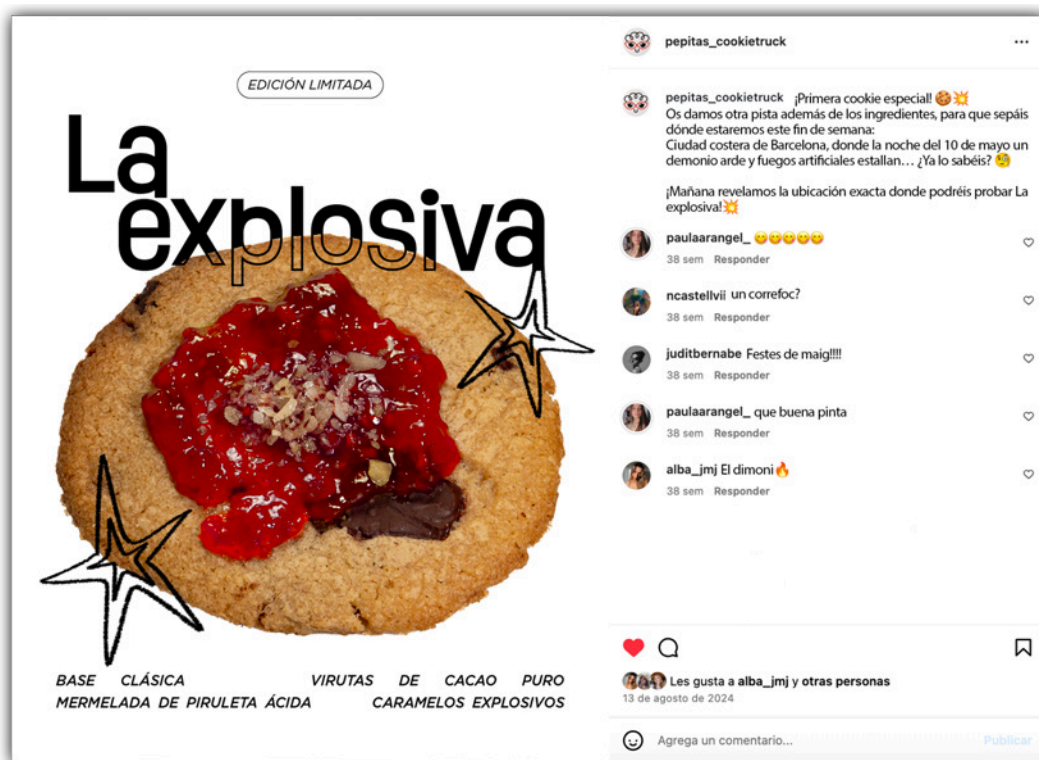 EDICIÓN LIMITADA
La
explosiva
BASE CLÁSICA VIRUTAS DE CACAO PURO
MERMELADA DE PIRULETA ÁCIDA CARAMELOS EXPLOSIVOS
pepitas_cookietruck
pepitas_cookietruck ¡Primera cookie especial! 🍪💥
Os damos otra pista además de los ingredientes, para que sepáis
dónde estaremos este fin de semana:
Ciudad costera de Barcelona, donde la noche del 10 de mayo un
demonio arde y fuegos artificiales estallan... ¿Ya lo sabéis? 🧐
¡Mañana revelamos la ubicación exacta donde podréis probar La
explosiva!💥
paulaarangel_ 😋😋😋😋😋
38 sem Responder
ncastellvii un correfoc?
38 sem Responder
juditbernabe Festes de maig!!!!
38 sem Responder
paulaarangel_ que buena pinta
38 sem Responder
alba_jmj El dimoni🔥
38 sem Responder
Les gusta a alba_jmj y otras personas
13 de agosto de 2024
Agrega un comentario...
Publicar